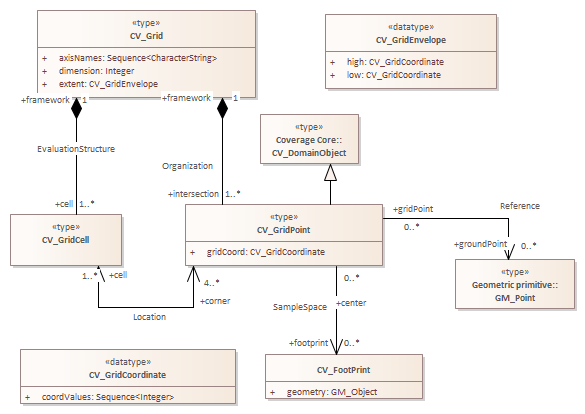 «type»
CV_Grid
+ axisNames: Sequence<CharacterString>
+ dimension: Integer
+ extent: CV_GridEnvelope
«datatype»
CV_GridEnvelope
+ high: CV_GridCoordinate
+ low: CV_GridCoordinate
+framework 1
+framework 1
«type»
Coverage Core::
CV_DomainObject
EvaluationStructure
Organization
+cell 1..*
+intersection 1..*
«type»
CV_GridCell
«type»
CV_GridPoint
+ gridCoord: CV_GridCoordinate
+gridPoint
0..*
Reference
+groundPoint 0..*
«type»
Geometric primitive::
GM_Point
1..* +cell
4..*
+corner
Location
0..*
+center
SampleSpace
+footprint 0..*
«datatype»
CV_GridCoordinate
+ coordValues: Sequence<Integer>
CV_FootPrint
+ geometry: GM_Object